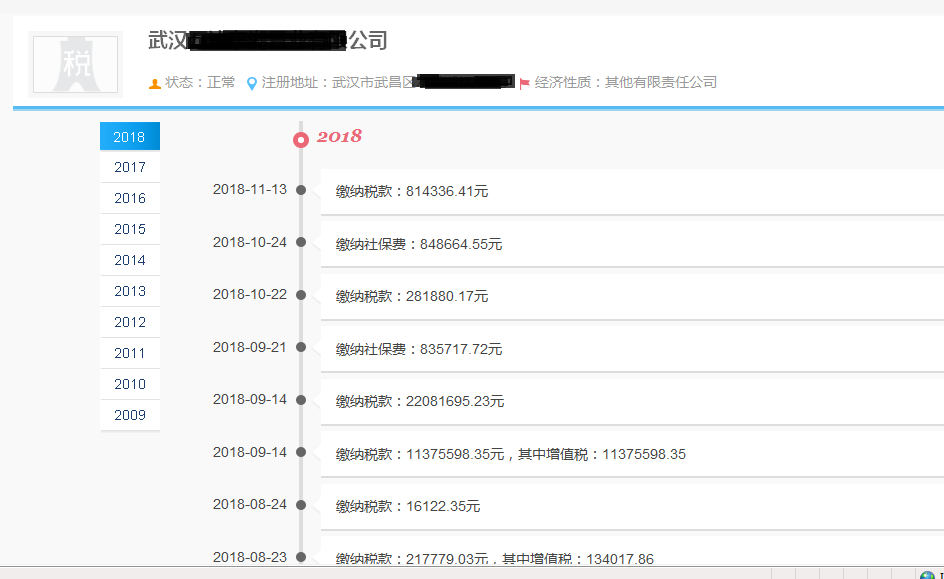 税
武汉
公司
状态：正常 注册地址：武汉市武昌区 经济性质：其他有限责任公司
2018
2017
2016
2015
2014
2013
2012
2011
2010
2009
2018
2018-11-13 缴纳税款：814336.41元
2018-10-24 缴纳社保费：848664.55元
2018-10-22 缴纳税款：281880.17元
2018-09-21 缴纳社保费：835717.72元
2018-09-14 缴纳税款：22081695.23元
2018-09-14 缴纳税款：11375598.35元，其中增值税：11375598.35
2018-08-24 缴纳税款：16122.35元
2018-08-23 缴纳税款：217779.03元，其中增值税：134017.86